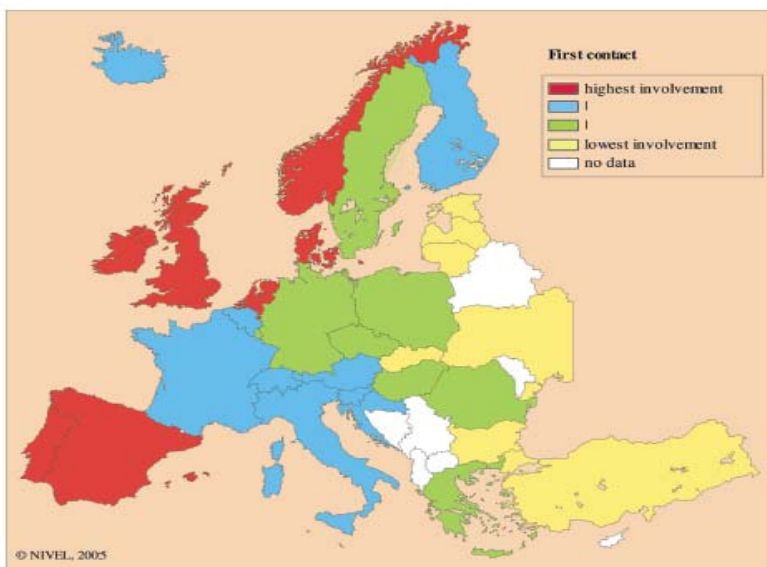 First contact
highest involvement
l
l
lowest involvement
no data
© NIVEL, 2005